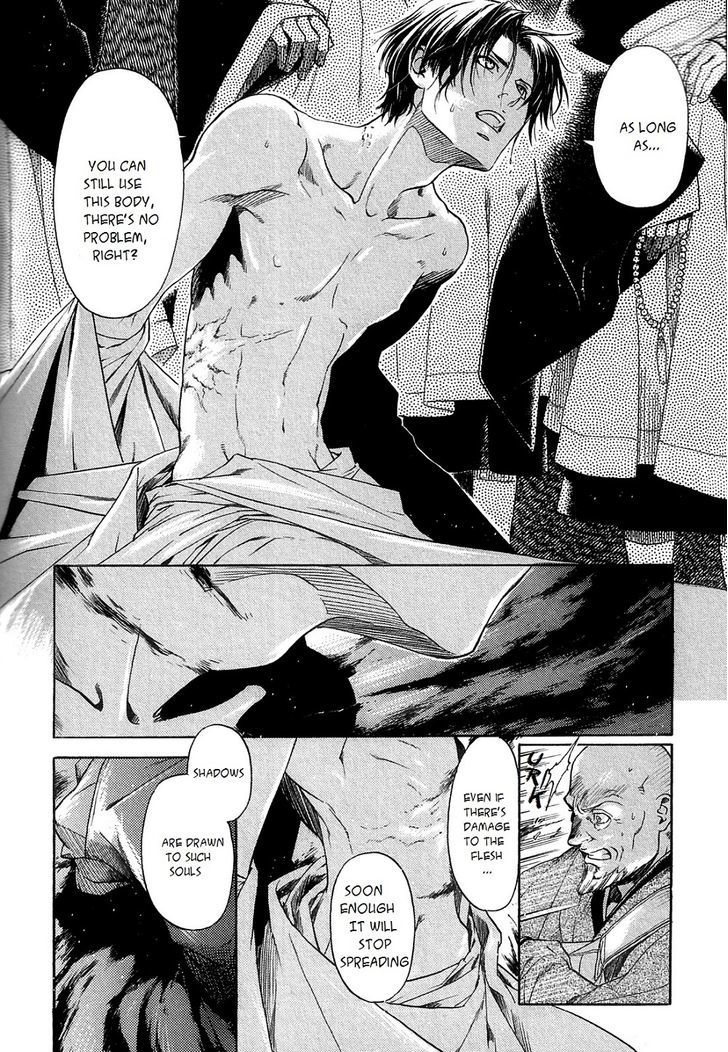 AS LONG
AS...
YOU CAN
STILL USE
THIS BODY,
THERE'S NO
PROBLEM,
RIGHT?
URK
EVEN IF
THERE'S
DAMAGE
TO THE
FLESH
...
SOON
ENOUGH
IT WILL
STOP
SPREADING
SHADOWS
ARE DRAWN
TO SUCH
SOULS